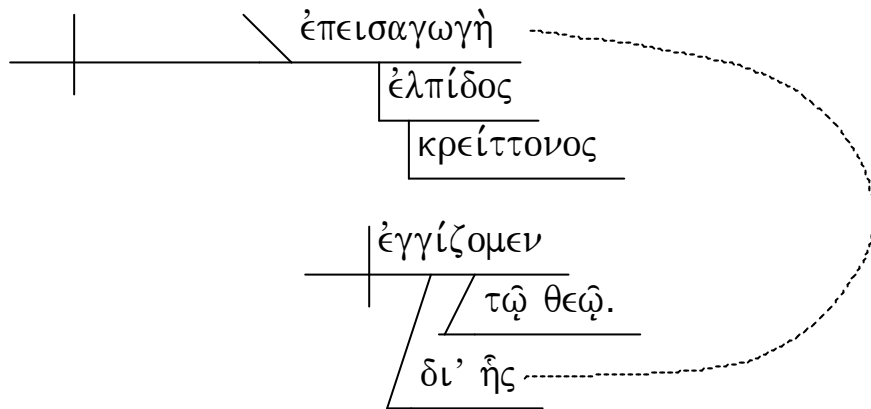 ἐπεισαγωγὴ
ἐλπίδος
κρείττονος
ἐγγίζομεν
τῷ θεῷ.
δι’ ἧς